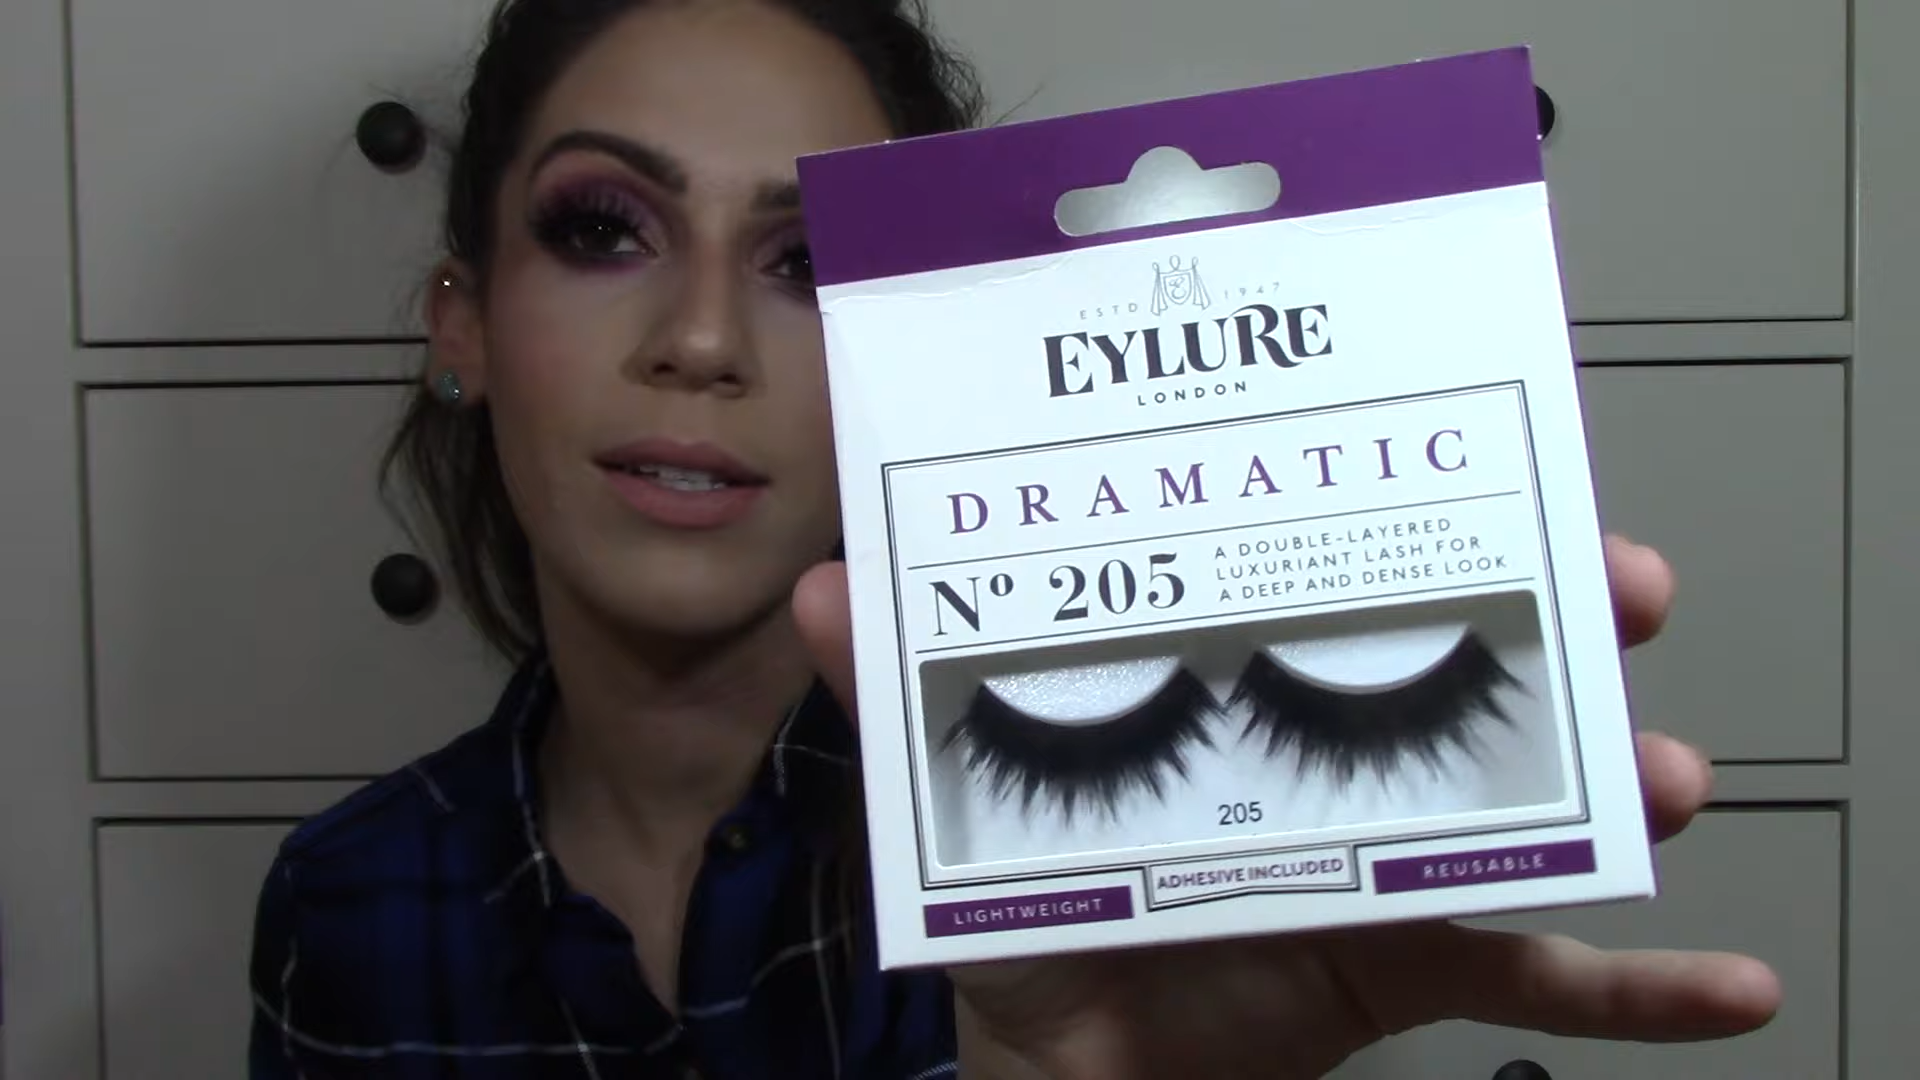 ESTD 1947
EYLURE
LONDON
DRAMATIC
Nº 205
A DOUBLE-LAYERED
LUXURIANT LASH FOR
A DEEP AND DENSE LOOK
205
LIGHTWEIGHT
ADHESIVE INCLUDED
REUSABLE